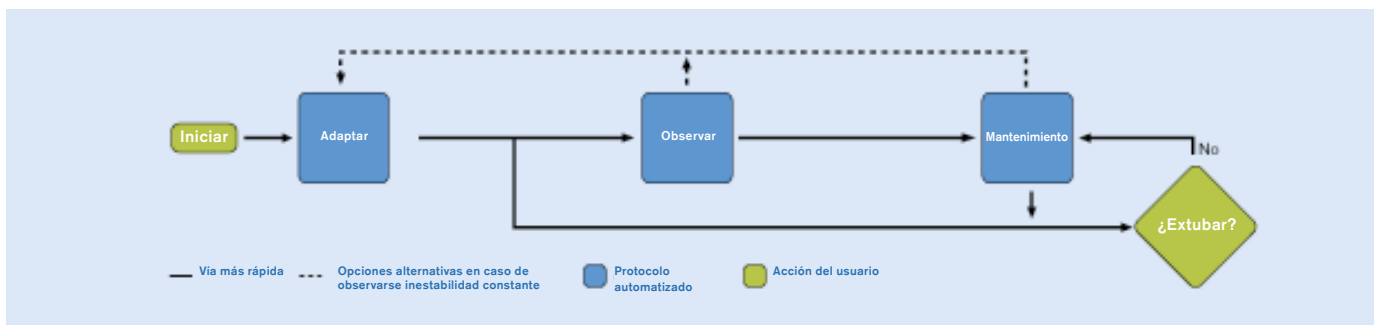 Iniciar
Adaptar
Observar
Mantenimiento
No
¿Extubar?
Vía más rápida
Opciones alternativas en caso de
observarse inestabilidad constante
Protocolo
automatizado
Acción del usuario